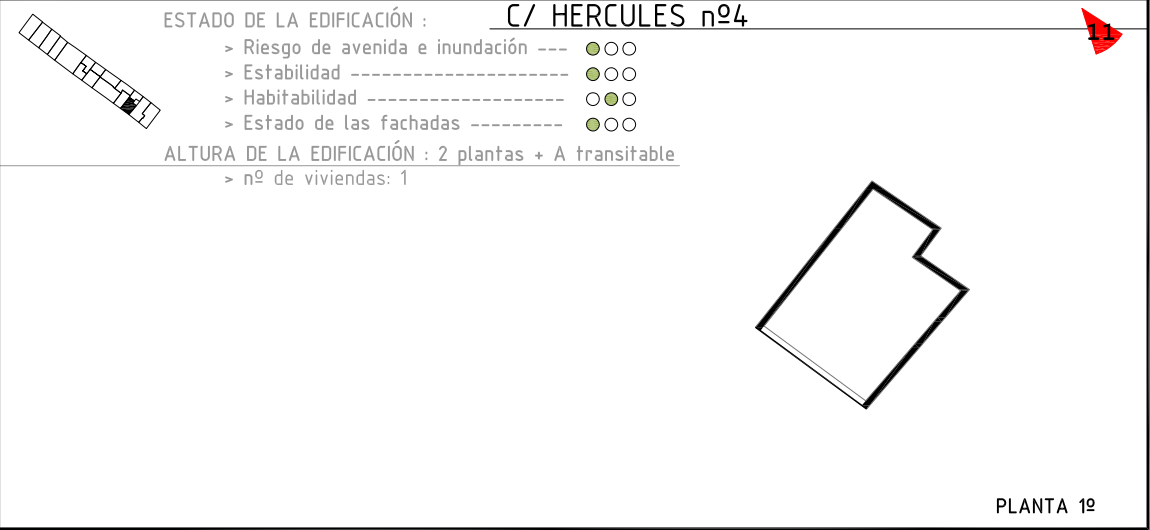 C/ HERCULES nº4
11
ESTADO DE LA EDIFICACIÓN :
> Riesgo de avenida e inundación ---
> Estabilidad ---------------------
> Habitabilidad -------------------
> Estado de las fachadas ---------
ALTURA DE LA EDIFICACIÓN : 2 plantas + A transitable
> nº de viviendas: 1
PLANTA 1º